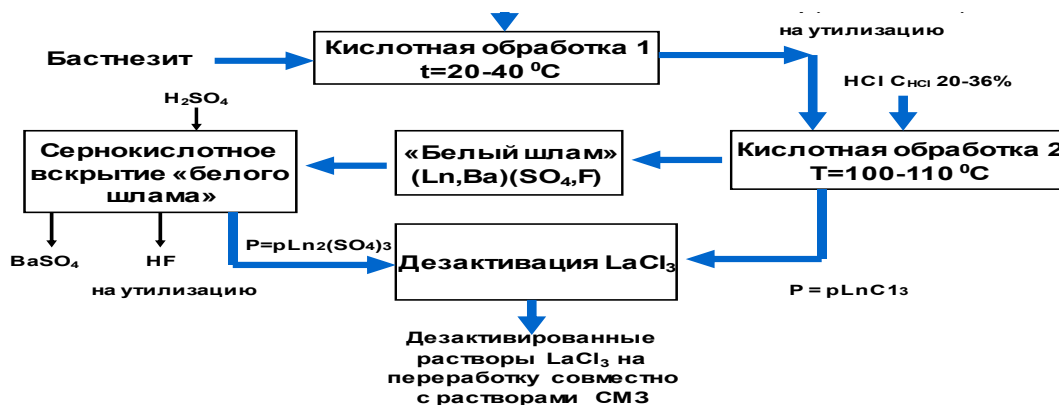 на утилизацию
Кислотная обработка 1
t=20-40 ⁰C
Бастнезит
HCl C_HCl 20-36%
H₂SO₄
Сернокислотное
вскрытие «белого
шлама»
«Белый шлам»
(Ln,Ba)(SO₄,F)
Кислотная обработка 2
T=100-110 ⁰C
BaSO₄
HF
на утилизацию
P=pLn₂(SO₄)₃
Дезактивация LaCl₃
P = pLnC1₃
Дезактивированные
растворы LaCl₃ на
переработку совместно
с растворами СМЗ